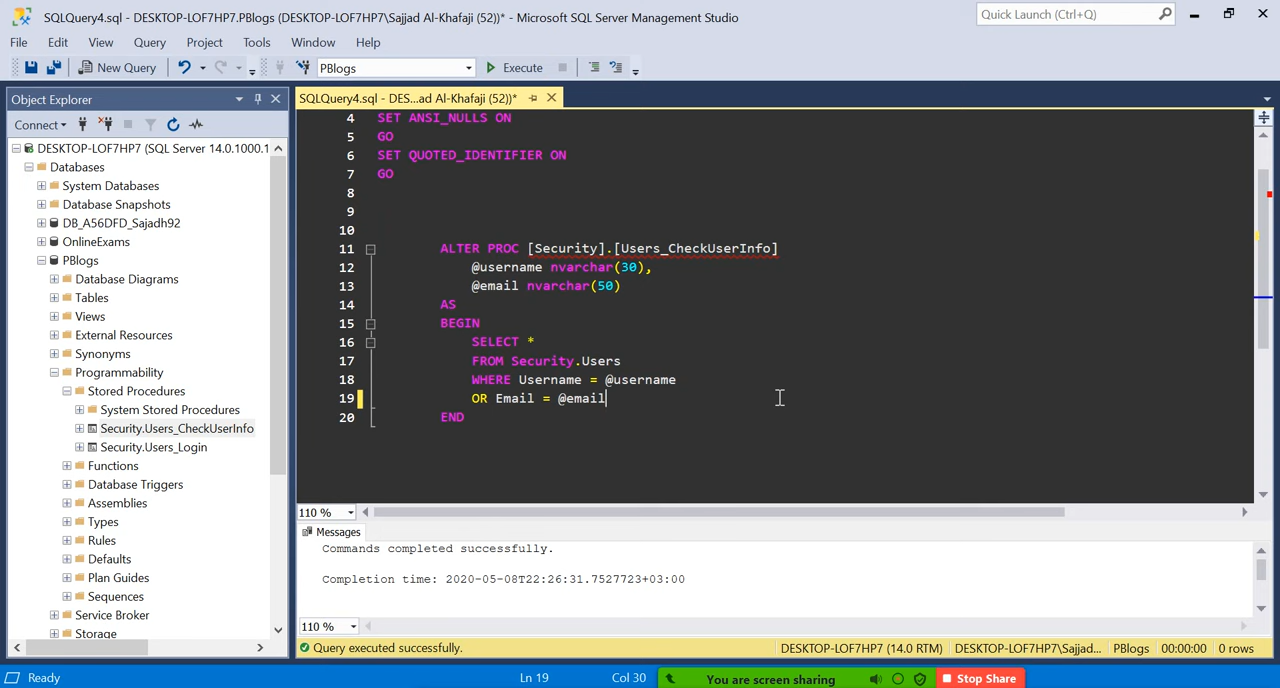 SQLQuery4.sql - DESKTOP-LOF7HP7.PBlogs (DESKTOP-LOF7HP7\Sajjad Al-Khafaji (52))* - Microsoft SQL Server Management Studio
Quick Launch (Ctrl+Q)
File Edit View Query Project Tools Window Help
New Query PBlogs Execute
Object Explorer
SQLQuery4.sql - DES...ad Al-Khafaji (52))*
Connect
DESKTOP-LOF7HP7 (SQL Server 14.0.1000.1
Databases
System Databases
Database Snapshots
DB_A56DFD_Sajadh92
OnlineExams
PBlogs
Database Diagrams
Tables
Views
External Resources
Synonyms
Programmability
Stored Procedures
System Stored Procedures
Security.Users_CheckUserInfo
Security.Users_Login
Functions
Database Triggers
Assemblies
Types
Rules
Defaults
Plan Guides
Sequences
Service Broker
Storage
4 SET ANSI_NULLS ON
5 GO
6 SET QUOTED_IDENTIFIER ON
7 GO
8
9
10
11 ALTER PROC [Security].[Users_CheckUserInfo]
12 @username nvarchar(30),
13 @email nvarchar(50)
14 AS
15 BEGIN
16 SELECT *
17 FROM Security.Users
18 WHERE Username = @username
19 OR Email = @email
20 END
110 %
Messages
Commands completed successfully.
Completion time: 2020-05-08T22:26:31.7527723+03:00
110 %
Query executed successfully. DESKTOP-LOF7HP7 (14.0 RTM) DESKTOP-LOF7HP7\Sajjad... PBlogs 00:00:00 0 rows
Ready Ln 19 Col 30 You are screen sharing Stop Share